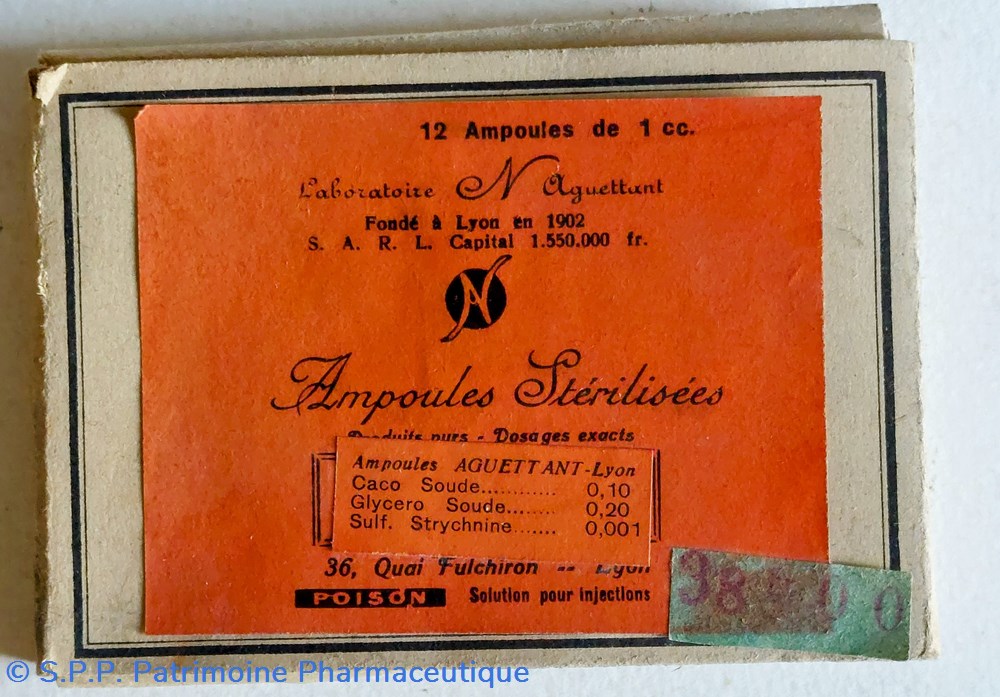 12 Ampoules de 1 cc.
Laboratoire N Aguettant
Fondé à Lyon en 1902
S. A. R. L. Capital 1.550.000 fr.
N
Ampoules Stérilisées
Produits purs - Dosages exacts
Ampoules AGUETTANT-Lyon
Caco Soude............ 0,10
Glycero Soude........ 0,20
Sulf. Strychnine....... 0,001
36, Quai Fulchiron -- Lyon
POISON Solution pour injections
© S.P.P. Patrimoine Pharmaceutique